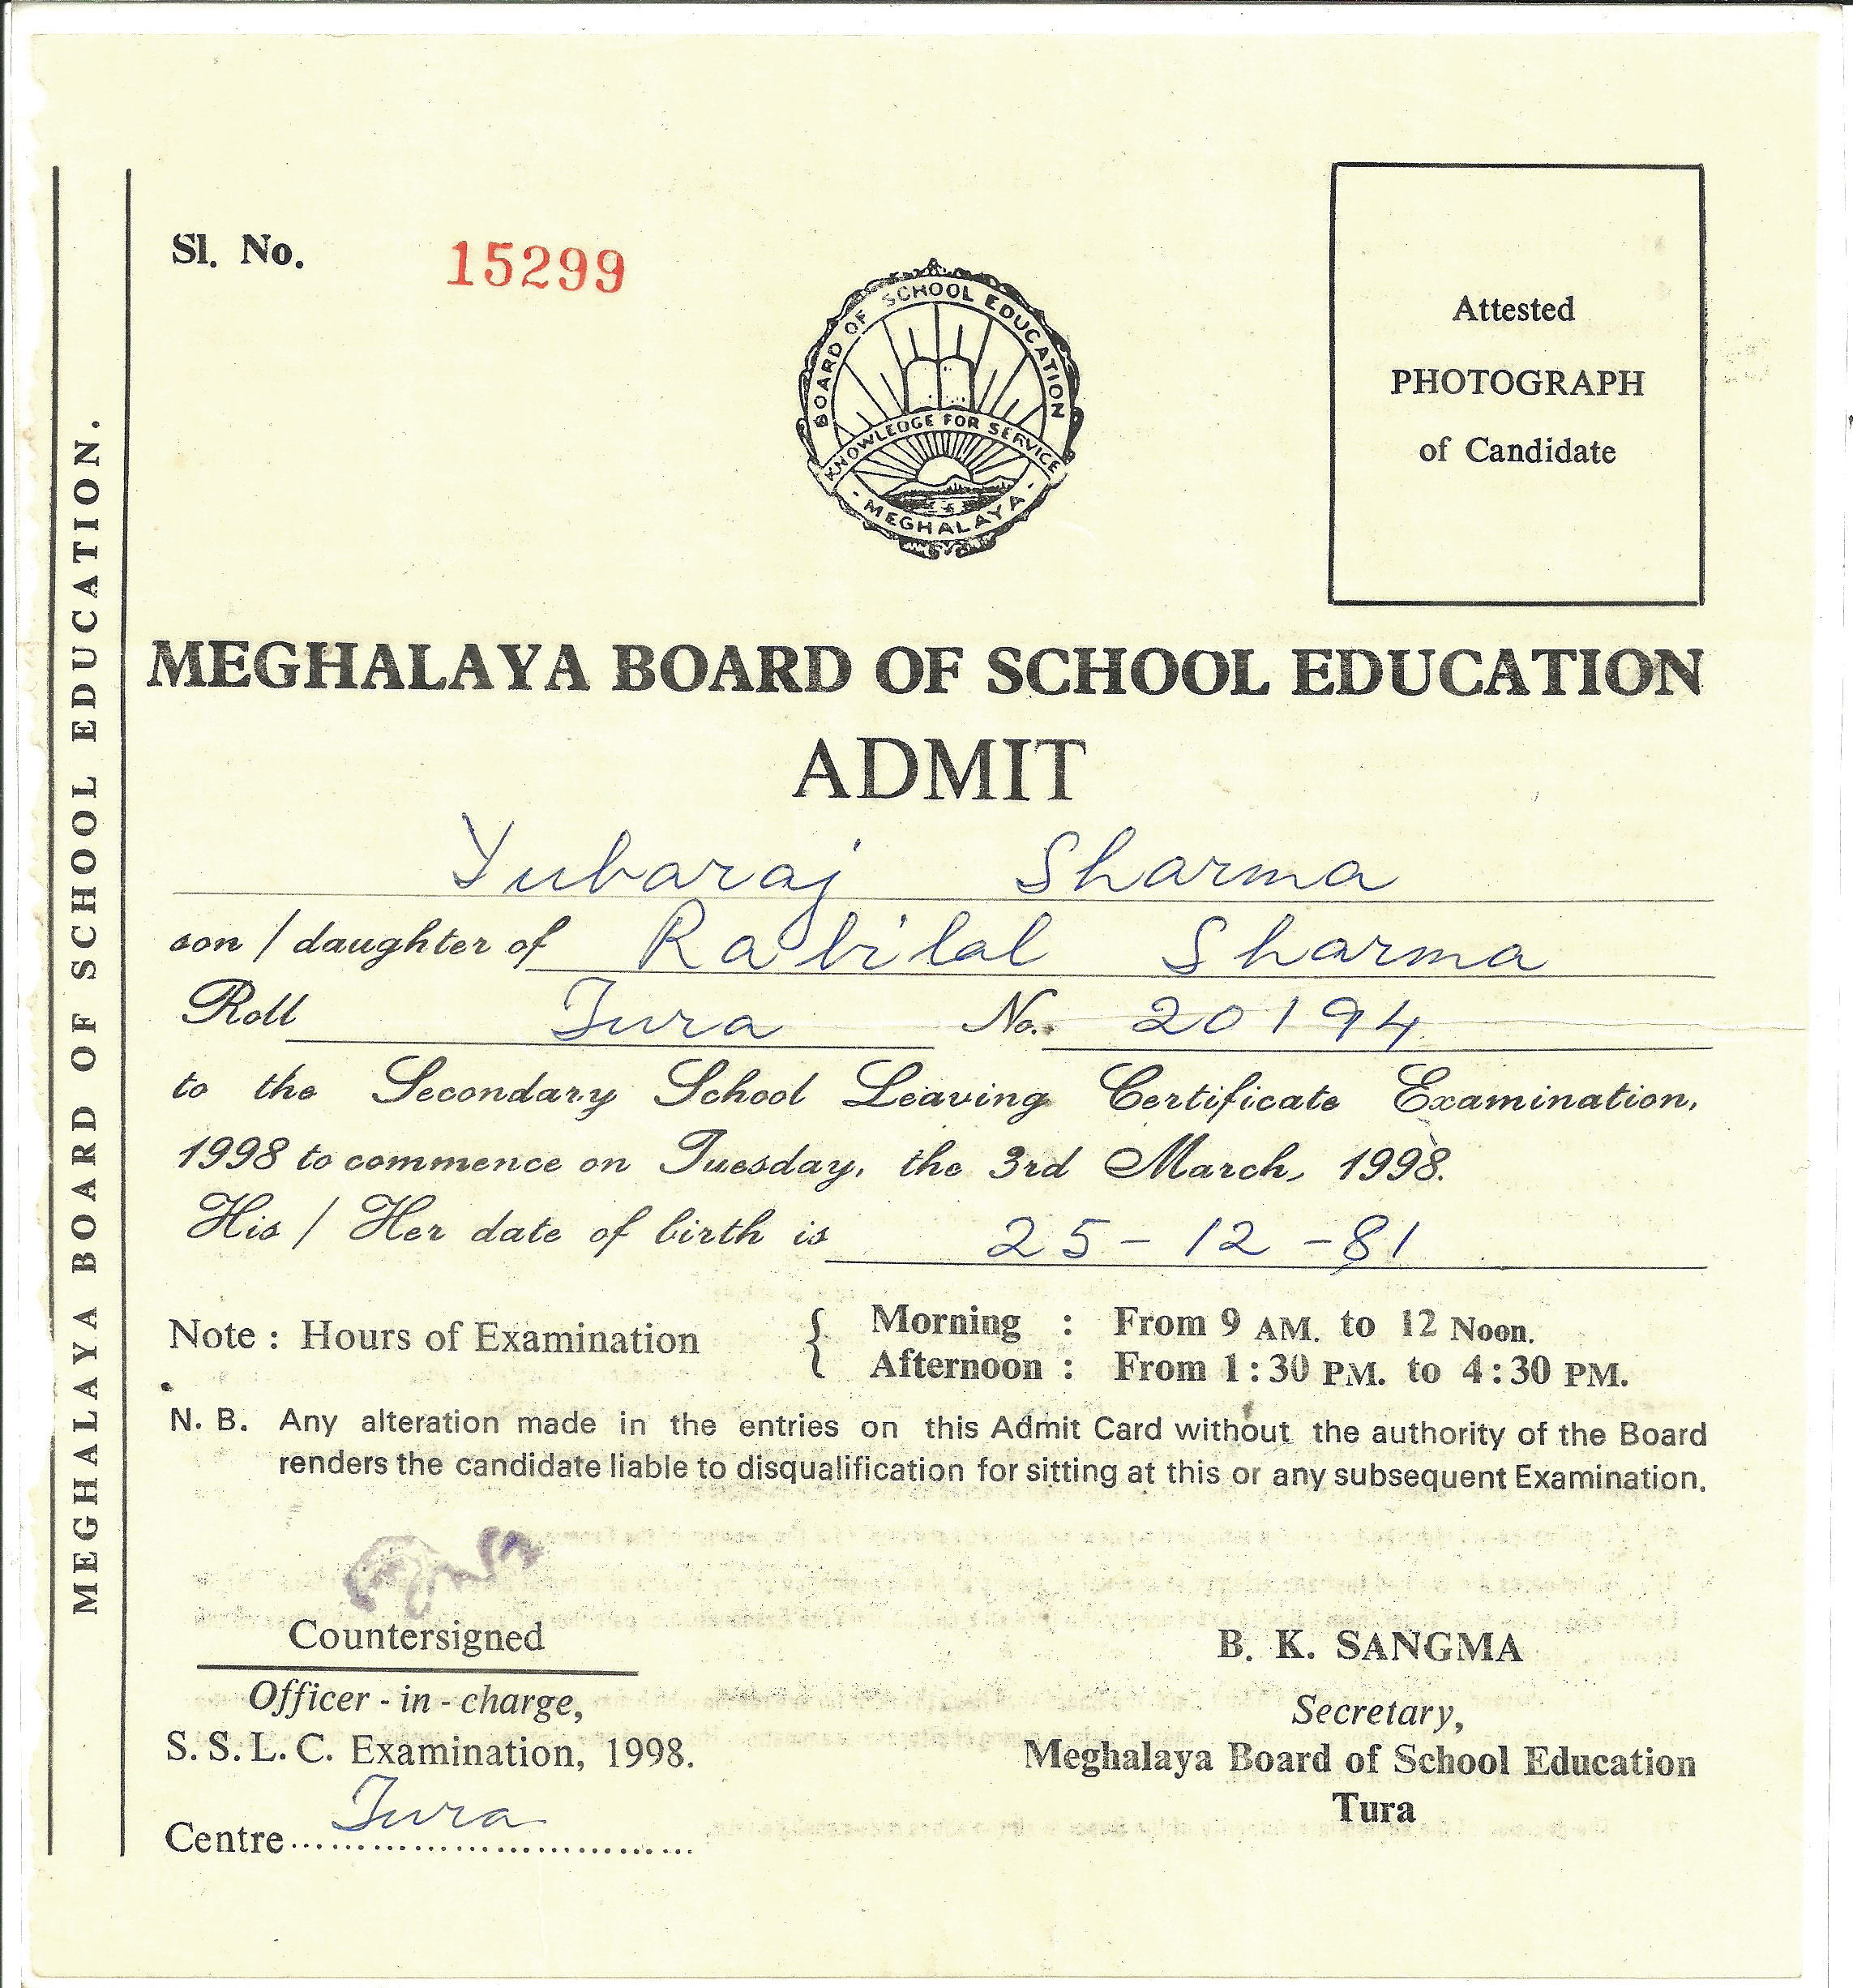 Sl. No. 15299
BOARD OF SCHOOL EDUCATION
KNOWLEDGE FOR SERVICE
- MEGHALAYA -
Attested
PHOTOGRAPH
of Candidate
MEGHALAYA BOARD OF SCHOOL EDUCATION.
MEGHALAYA BOARD OF SCHOOL EDUCATION
ADMIT
Yubaraj Sharma
son / daughter of Rabilal Sharma
Roll Tura No. 20194
to the Secondary School Leaving Certificate Examination,
1998 to commence on Tuesday, the 3rd March, 1998.
His / Her date of birth is 25 - 12 - 81
Note : Hours of Examination { Morning : From 9 AM. to 12 Noon.
Afternoon : From 1 : 30 PM. to 4 : 30 PM.
N. B. Any alteration made in the entries on this Admit Card without the authority of the Board
renders the candidate liable to disqualification for sitting at this or any subsequent Examination.
Countersigned
Officer - in - charge,
S. S. L. C. Examination, 1998.
Centre Tura
B. K. SANGMA
Secretary,
Meghalaya Board of School Education
Tura